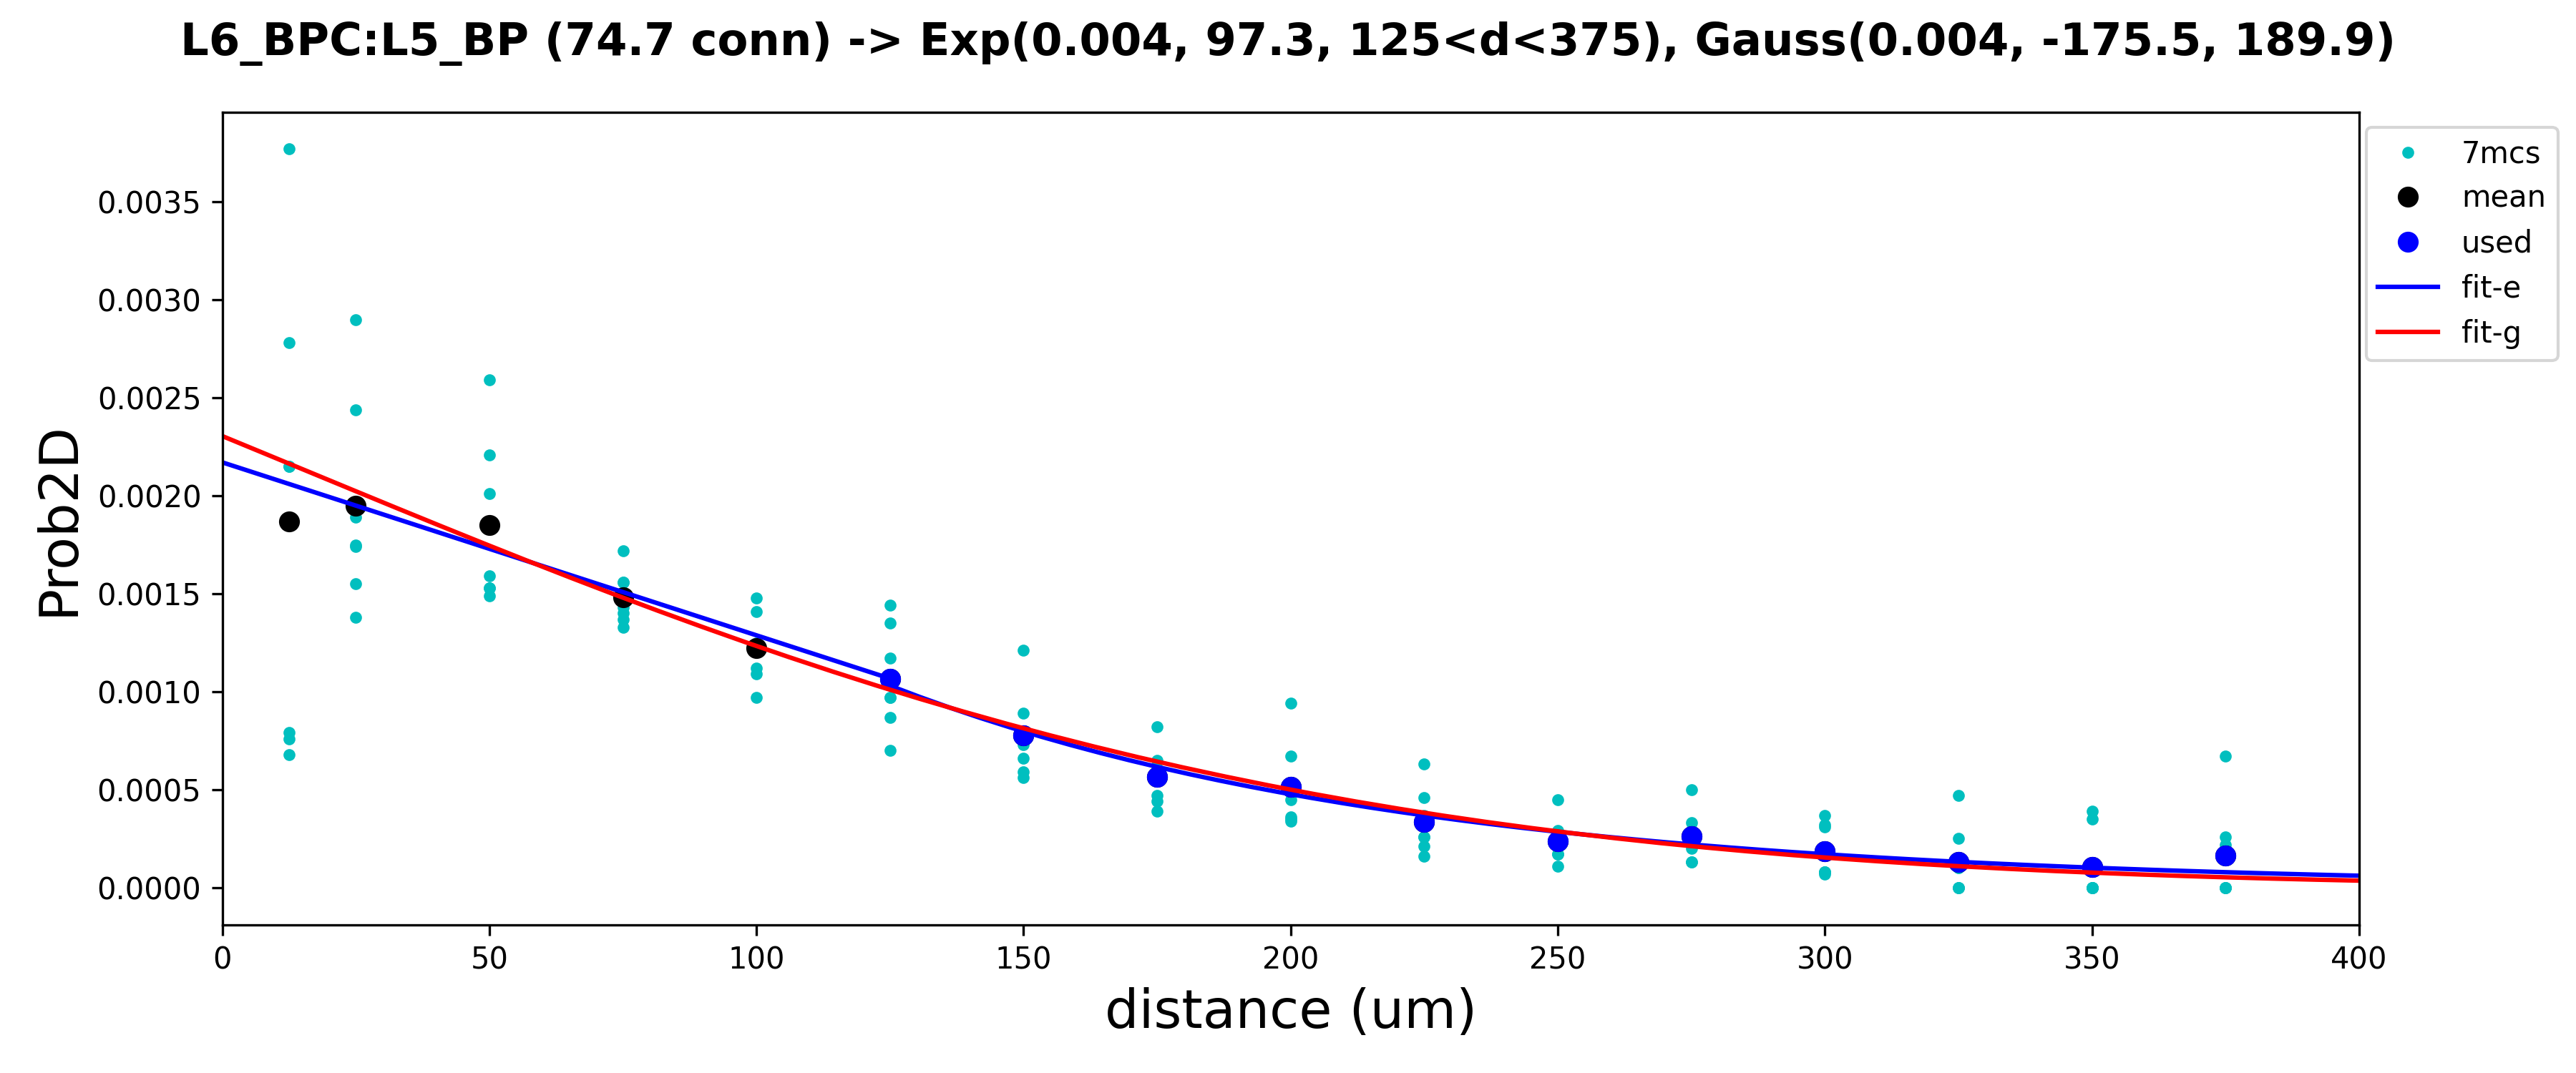 L6_BPC:L5_BP (74.7 conn) -> Exp(0.004, 97.3, 125<d<375), Gauss(0.004, -175.5, 189.9)
7mcs
mean
used
fit-e
fit-g
Prob2D
0.0035
0.0030
0.0025
0.0020
0.0015
0.0010
0.0005
0.0000
0 50 100 150 200 250 300 350 400
distance (um)